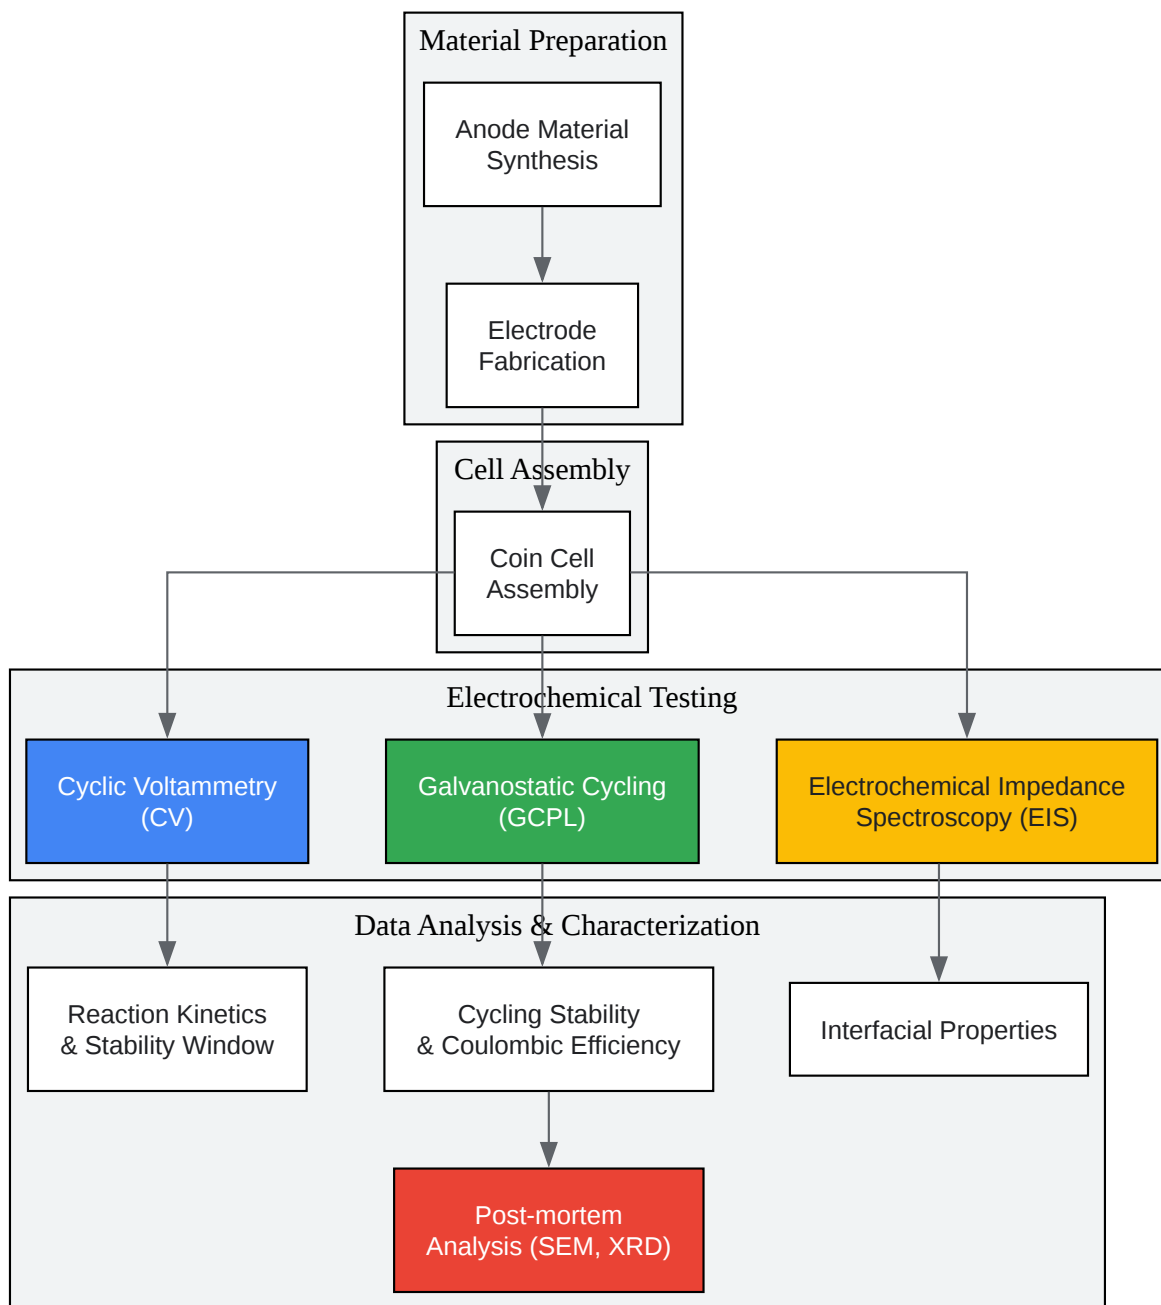 Material Preparation
Anode Material
Synthesis
Electrode
Fabrication
Cell Assembly
Coin Cell
Assembly
Electrochemical Testing
Cyclic Voltammetry
(CV)
Galvanostatic Cycling
(GCPL)
Electrochemical Impedance
Spectroscopy (EIS)
Data Analysis & Characterization
Reaction Kinetics
& Stability Window
Cycling Stability
& Coulombic Efficiency
Interfacial Properties
Post-mortem
Analysis (SEM, XRD)